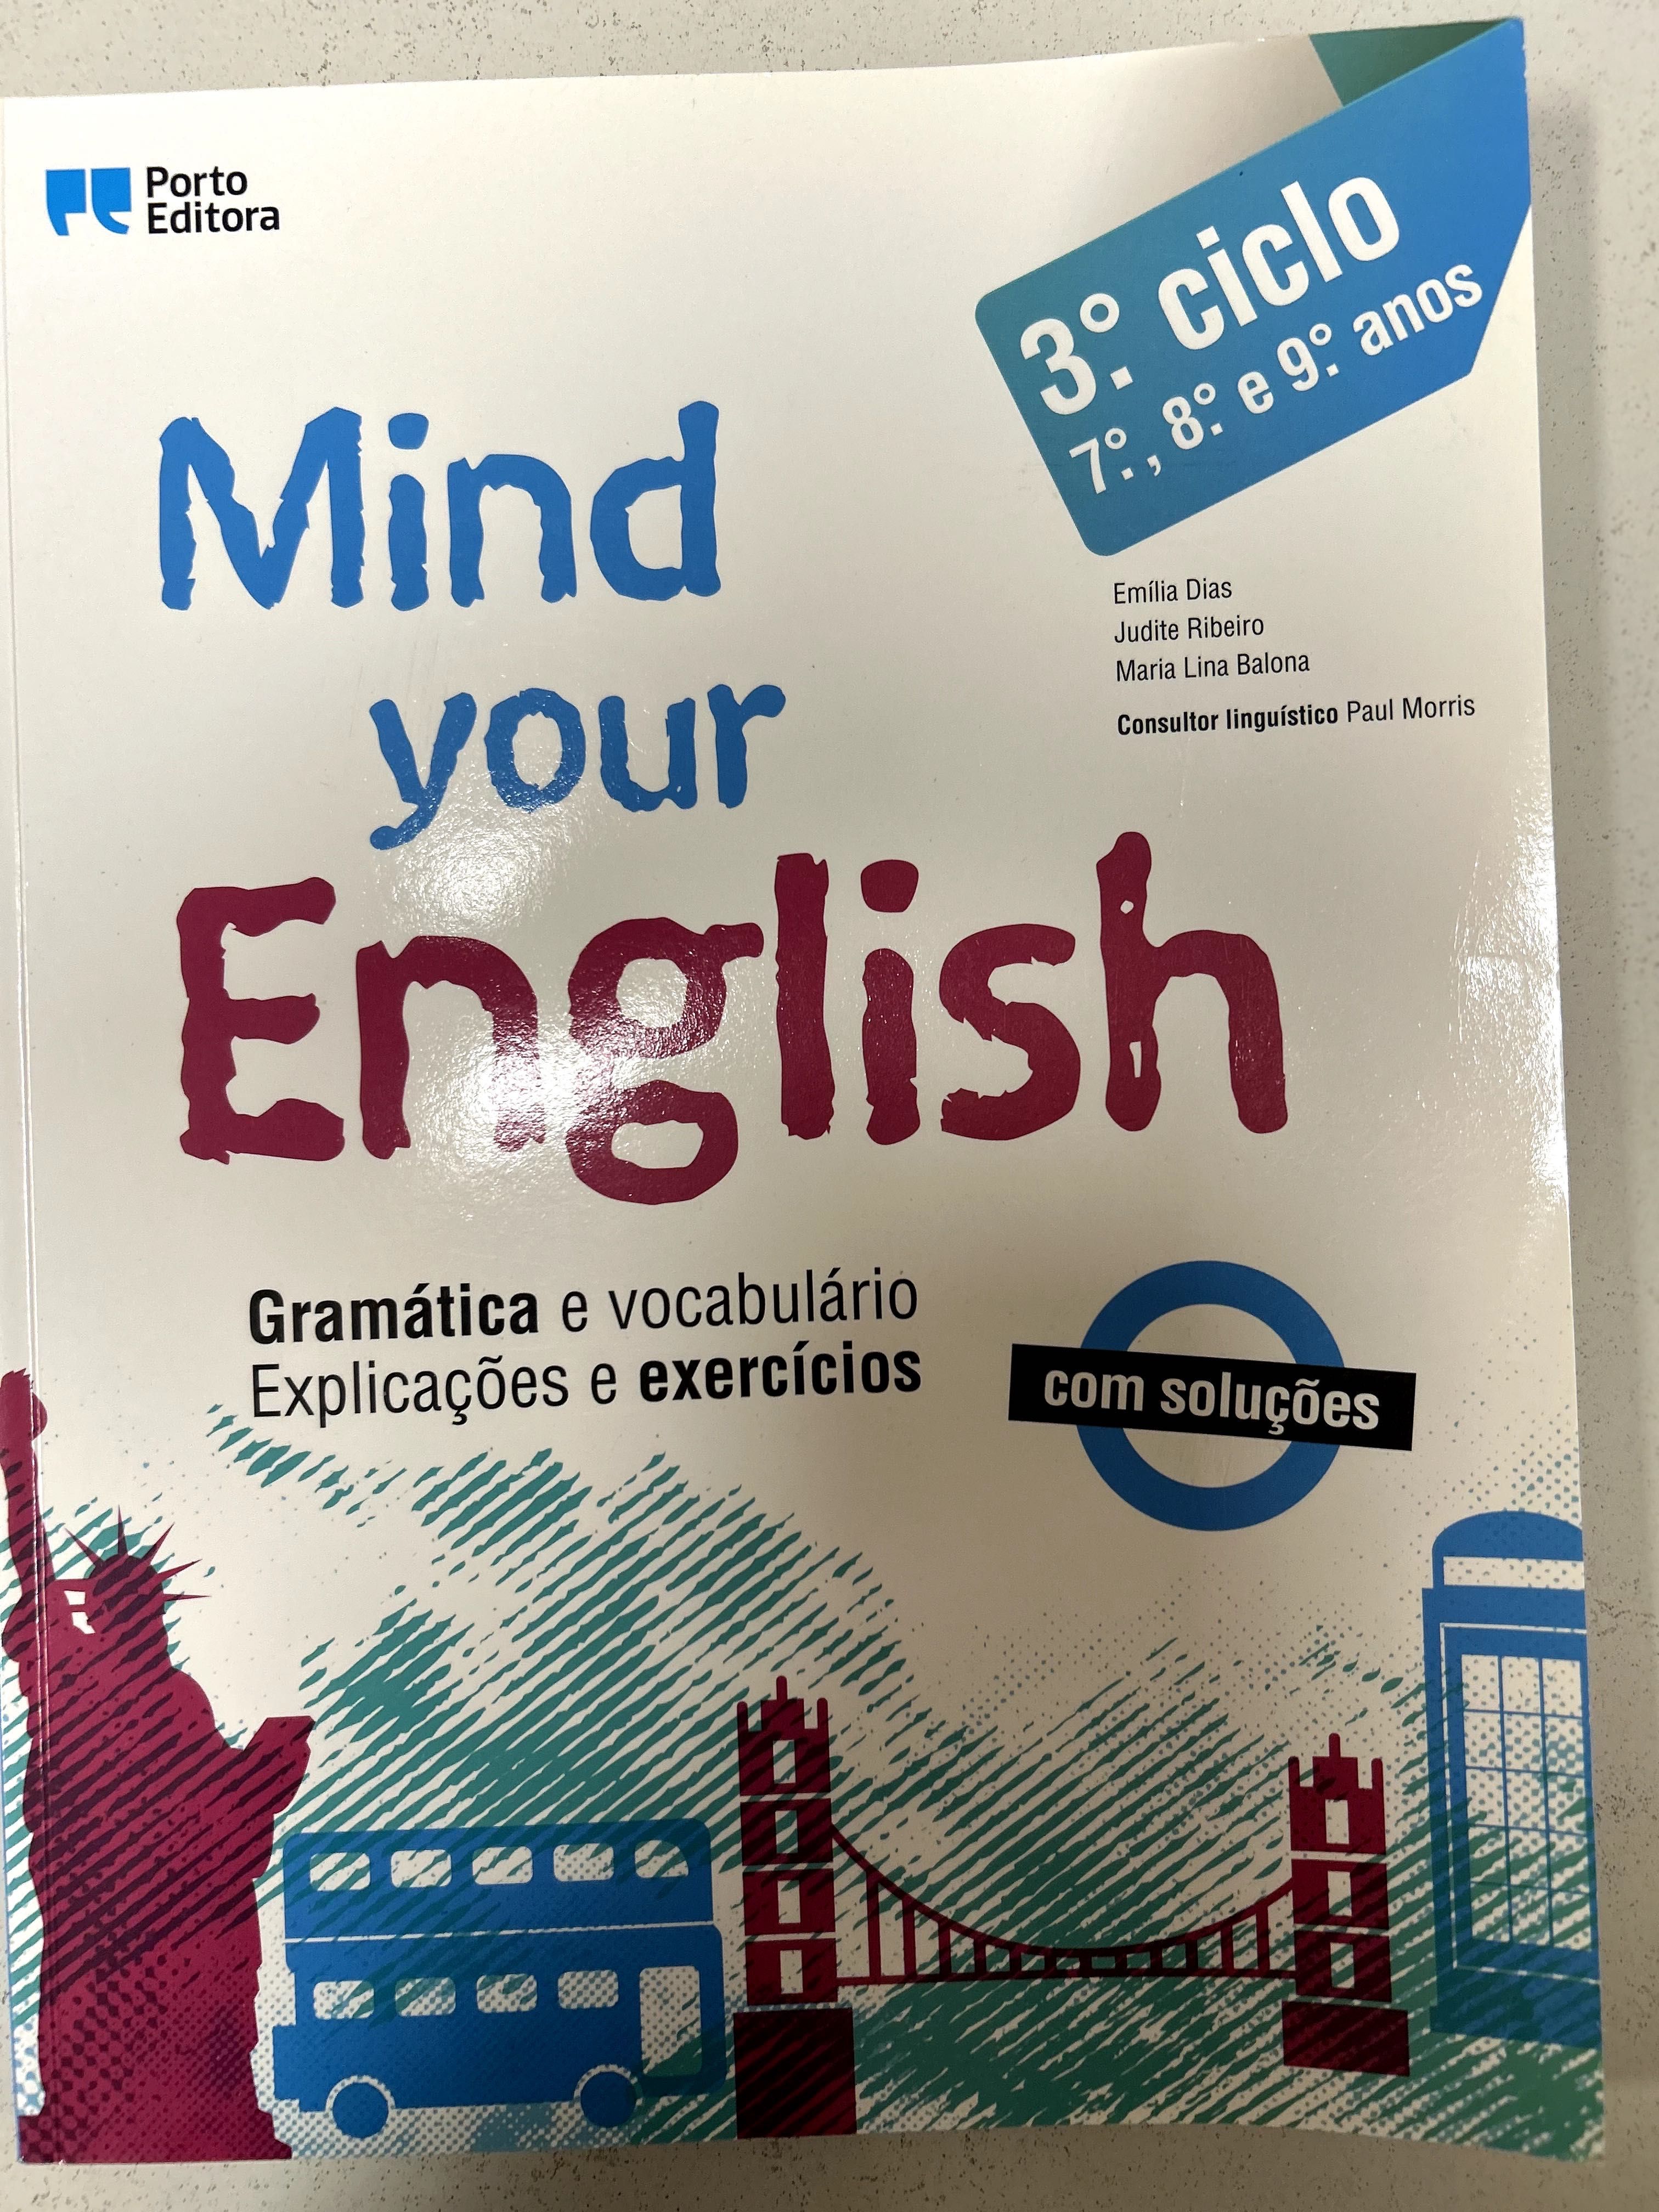 Porto
Editora
3.º ciclo
7.º, 8.º e 9.º anos
Mind
your
English
Emília Dias
Judite Ribeiro
Maria Lina Balona
Consultor linguístico Paul Morris
Gramática e vocabulário
Explicações e exercícios
com soluções